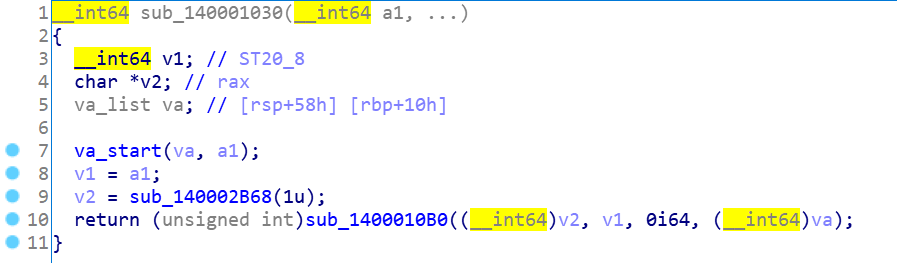 1 __int64 sub_140001030(__int64 a1, ...)
2 {
3   __int64 v1; // ST20_8
4   char *v2; // rax
5   va_list va; // [rsp+58h] [rbp+10h]
6
7   va_start(va, a1);
8   v1 = a1;
9   v2 = sub_140002B68(1u);
10   return (unsigned int)sub_1400010B0((__int64)v2, v1, 0i64, (__int64)va);
11 }